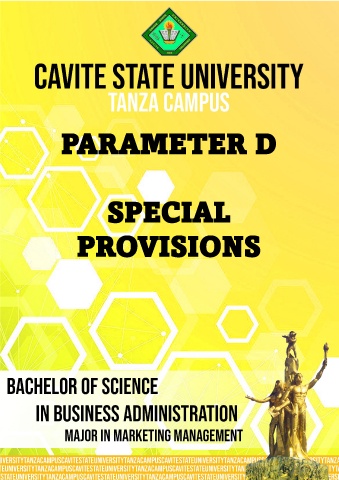 CAVITE STATE UNIVERSITY
TANZA CAMPUS
PARAMETER D
SPECIAL
PROVISIONS
BACHELOR OF SCIENCE
IN BUSINESS ADMINISTRATION
MAJOR IN MARKETING MANAGEMENT